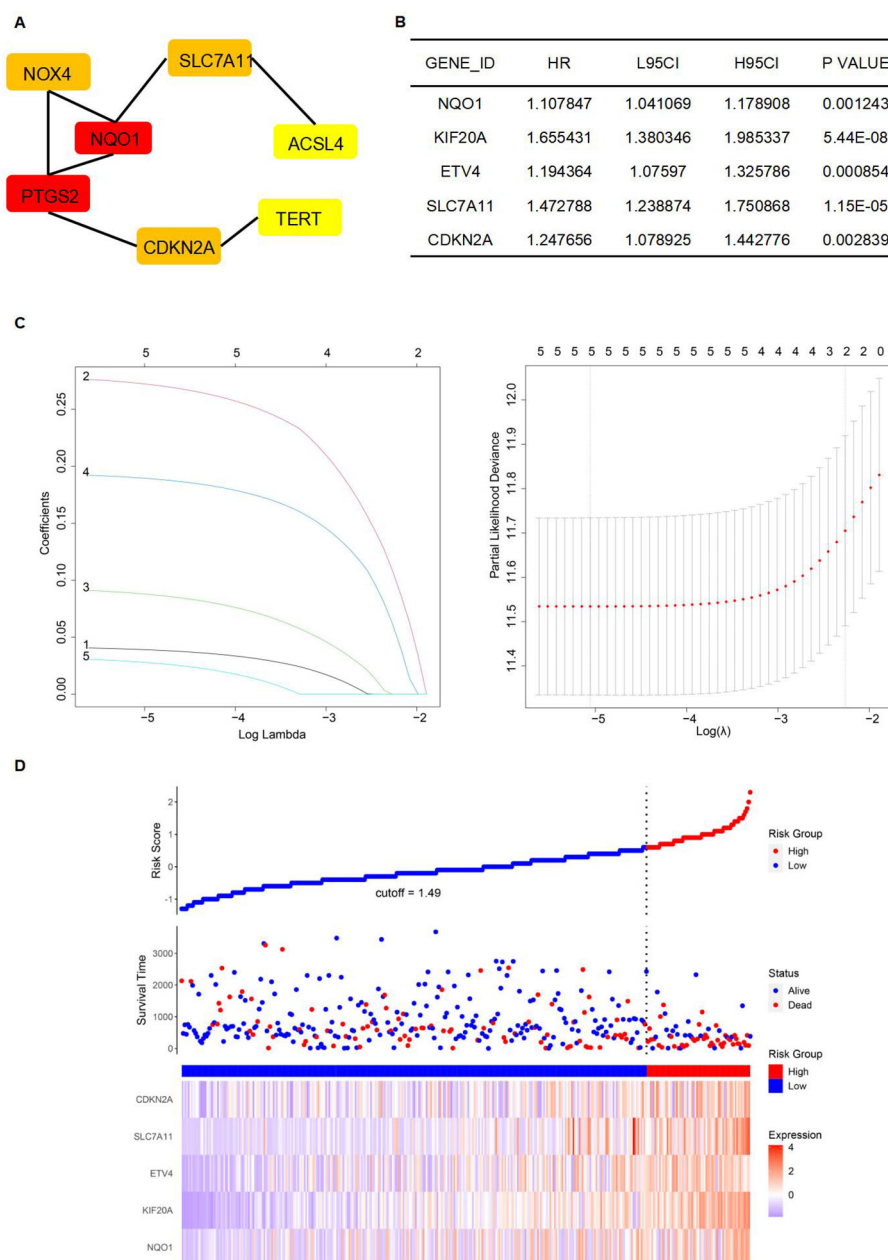 A
NOX4
SLC7A11
NQO1
ACSL4
PTGS2
TERT
CDKN2A
B
GENE_ID HR L95CI H95CI P VALUE
NQO1 1.107847 1.041069 1.178908 0.001243
KIF20A 1.655431 1.380346 1.985337 5.44E-08
ETV4 1.194364 1.07597 1.325786 0.000854
SLC7A11 1.472788 1.238874 1.750868 1.15E-05
CDKN2A 1.247656 1.078925 1.442776 0.002839
C
5 5 4 2
2
4
3
1
5
0.25
0.20
0.15
0.10
0.05
0.00
Coefficients
−5 −4 −3 −2
Log Lambda
5 5 5 5 5 5 5 5 5 5 5 5 5 4 4 4 4 3 2 2 0
12.0
11.9
11.8
11.7
11.6
11.5
11.4
Partial Likelihood Deviance
−5 −4 −3 −2
Log(λ)
D
2
1
0
-1
Risk Score
cutoff = 1.49
Risk Group
High
Low
3000
2000
1000
0
Survival Time
Status
Alive
Dead
Risk Group
High
Low
CDKN2A
SLC7A11
ETV4
KIF20A
NQO1
Expression
4
2
0